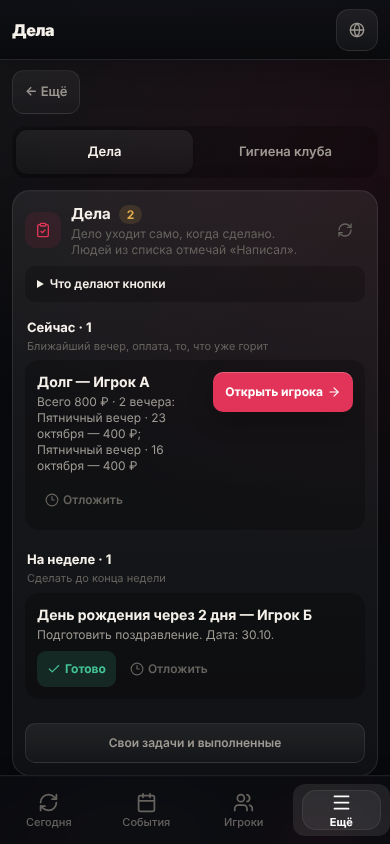 Дела
← Ещё
Дела
Гигиена клуба
Дела 2
Дело уходит само, когда сделано.
Людей из списка отмечай «Написал».
▶ Что делают кнопки
Сейчас · 1
Ближайший вечер, оплата, то, что уже горит
Долг — Игрок А
Всего 800 ₽ · 2 вечера:
Пятничный вечер · 23
октября — 400 ₽;
Пятничный вечер · 16
октября — 400 ₽
Открыть игрока →
Отложить
На неделе · 1
Сделать до конца недели
День рождения через 2 дня — Игрок Б
Подготовить поздравление. Дата: 30.10.
Готово
Отложить
Свои задачи и выполненные
Сегодня
События
Игроки
Ещё